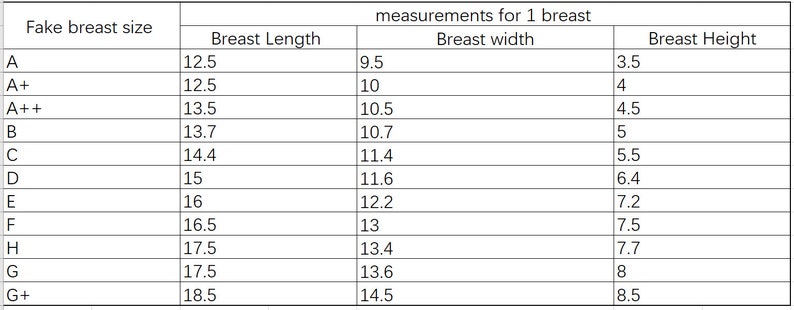 Fake breast size measurements for 1 breast
Breast Length Breast width Breast Height
A 12.5 9.5 3.5
A+ 12.5 10 4
A++ 13.5 10.5 4.5
B 13.7 10.7 5
C 14.4 11.4 5.5
D 15 11.6 6.4
E 16 12.2 7.2
F 16.5 13 7.5
H 17.5 13.4 7.7
G 17.5 13.6 8
G+ 18.5 14.5 8.5